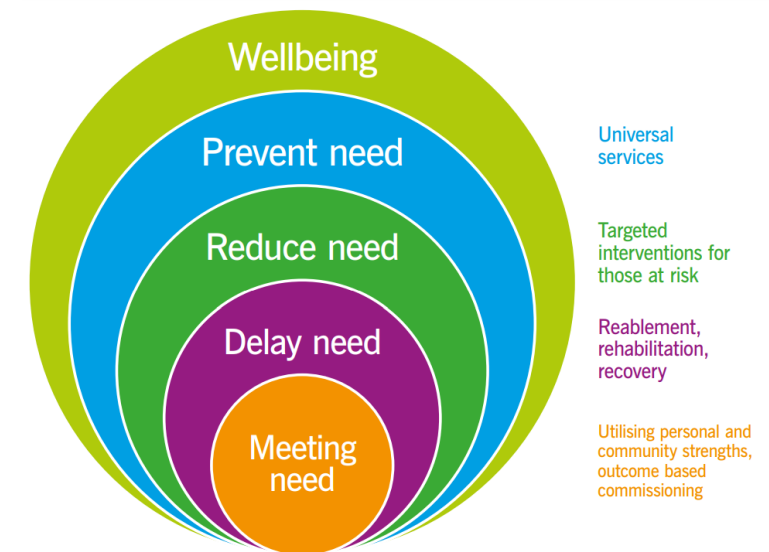 Wellbeing
Prevent need
Universal
services
Reduce need
Targeted
interventions for
those at risk
Delay need
Reablement,
rehabilitation,
recovery
Meeting
need
Utilising personal and
community strengths,
outcome based
commissioning